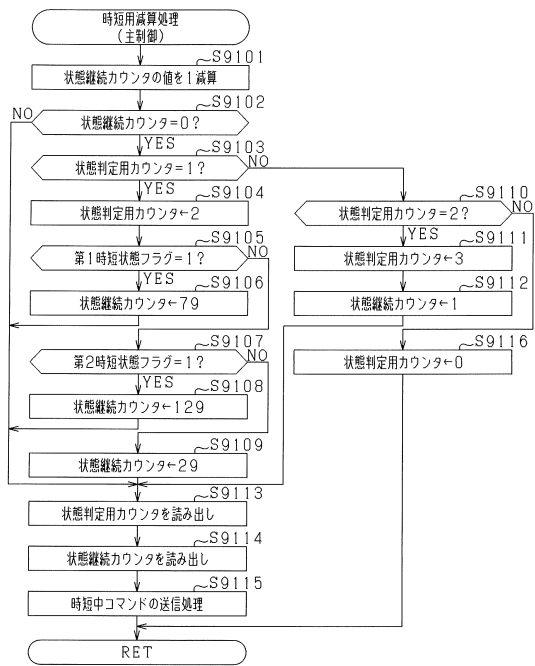 時短用減算処理
(主制御)
S9101
状態継続カウンタの値を1減算
S9102
状態継続カウンタ=0?
NO
YES
S9103
状態判定用カウンタ=1?
NO
YES
S9104
状態判定用カウンタ←2
S9105
第1時短状態フラグ=1?
NO
YES
S9106
状態継続カウンタ←79
S9107
第2時短状態フラグ=1?
NO
YES
S9108
状態継続カウンタ←129
S9109
状態継続カウンタ←29
S9110
状態判定用カウンタ=2?
NO
YES
S9111
状態判定用カウンタ←3
S9112
状態継続カウンタ←1
S9116
状態判定用カウンタ←0
S9113
状態判定用カウンタを読み出し
S9114
状態継続カウンタを読み出し
S9115
時短中コマンドの送信処理
RET